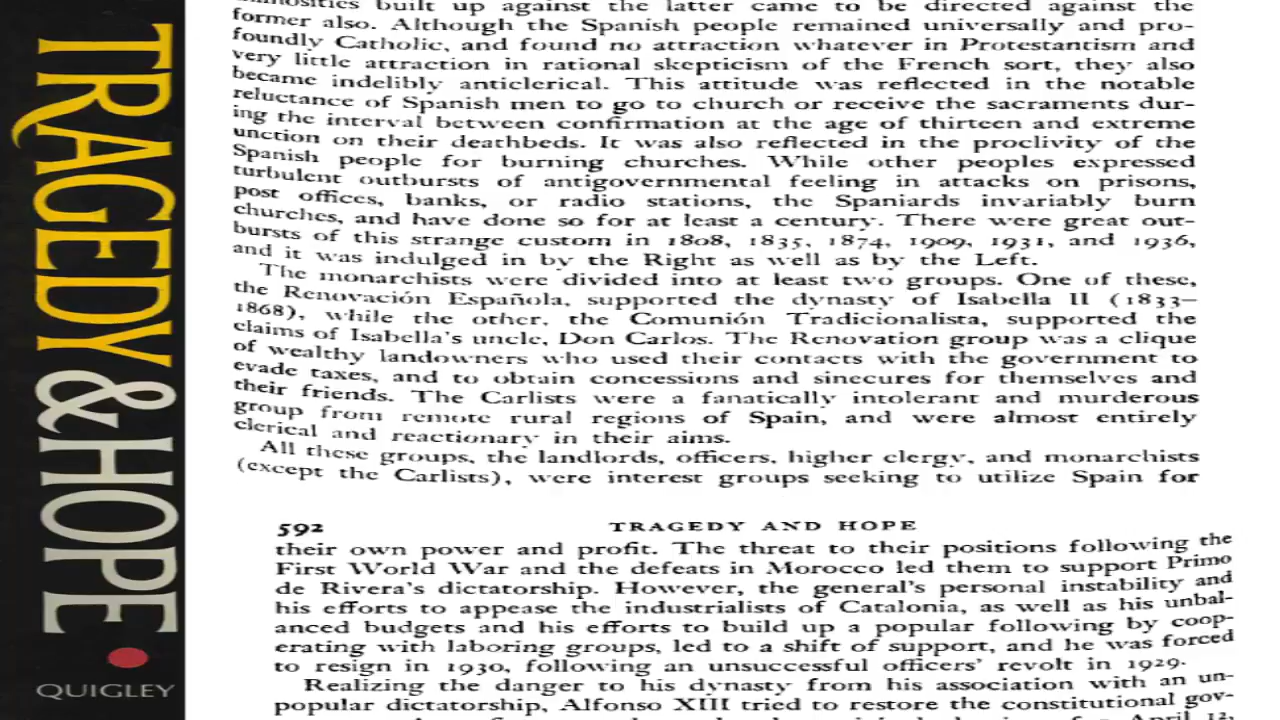 TRAGEDY & HOPE
QUIGLEY
built up against the latter came to be directed against the
former also. Although the Spanish people remained universally and pro-
foundly Catholic, and found no attraction whatever in Protestantism and
very little attraction in rational skepticism of the French sort, they also
became indelibly anticlerical. This attitude was reflected in the notable
reluctance of Spanish men to go to church or receive the sacraments dur-
ing the interval between confirmation at the age of thirteen and extreme
unction on their deathbeds. It was also reflected in the proclivity of the
Spanish people for burning churches. While other peoples expressed
turbulent outbursts of antigovernmental feeling in attacks on prisons,
post offices, banks, or radio stations, the Spaniards invariably burn
churches, and have done so for at least a century. There were great out-
bursts of this strange custom in 1808, 1835, 1874, 1909, 1931, and 1936,
and it was indulged in by the Right as well as by the Left.
The monarchists were divided into at least two groups. One of these,
the Renovación Española, supported the dynasty of Isabella II (1833–
1868), while the other, the Comunión Tradicionalista, supported the
claims of Isabella's uncle, Don Carlos. The Renovation group was a clique
of wealthy landowners who used their contacts with the government to
evade taxes, and to obtain concessions and sinecures for themselves and
their friends. The Carlists were a fanatically intolerant and murderous
group from remote rural regions of Spain, and were almost entirely
clerical and reactionary in their aims.
All these groups, the landlords, officers, higher clergy, and monarchists
(except the Carlists), were interest groups seeking to utilize Spain for
592 TRAGEDY AND HOPE
their own power and profit. The threat to their positions following the
First World War and the defeats in Morocco led them to support Primo
de Rivera's dictatorship. However, the general's personal instability and
his efforts to appease the industrialists of Catalonia, as well as his unbal-
anced budgets and his efforts to build up a popular following by coop-
erating with laboring groups, led to a shift of support, and he was forced
to resign in 1930, following an unsuccessful officers' revolt in 1929.
Realizing the danger to his dynasty from his association with an un-
popular dictatorship, Alfonso XIII tried to restore the constitutional gov-
April 12,